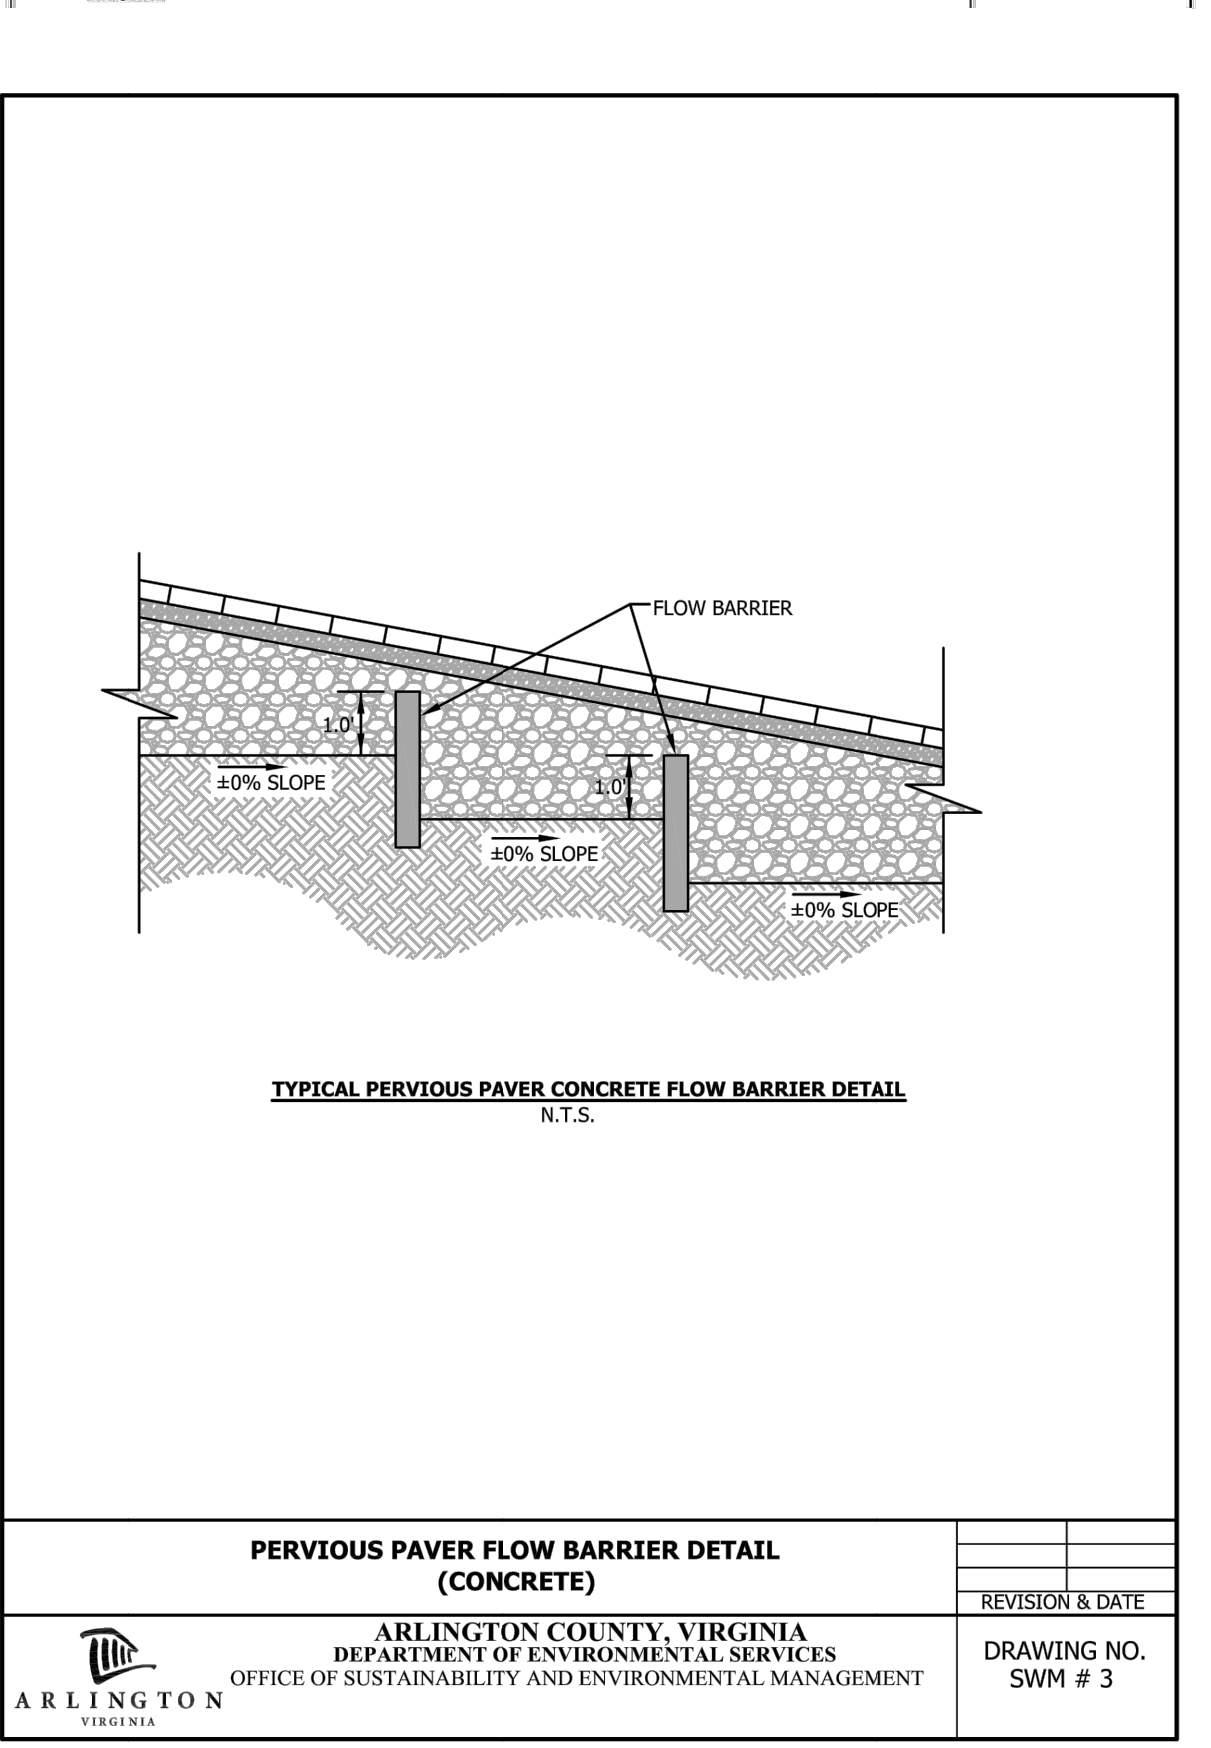 FLOW BARRIER
1.0'
±0% SLOPE
1.0'
±0% SLOPE
±0% SLOPE
TYPICAL PERVIOUS PAVER CONCRETE FLOW BARRIER DETAIL
N.T.S.
PERVIOUS PAVER FLOW BARRIER DETAIL
(CONCRETE)
REVISION & DATE
ARLINGTON
VIRGINIA
ARLINGTON COUNTY, VIRGINIA
DEPARTMENT OF ENVIRONMENTAL SERVICES
OFFICE OF SUSTAINABILITY AND ENVIRONMENTAL MANAGEMENT
DRAWING NO.
SWM # 3